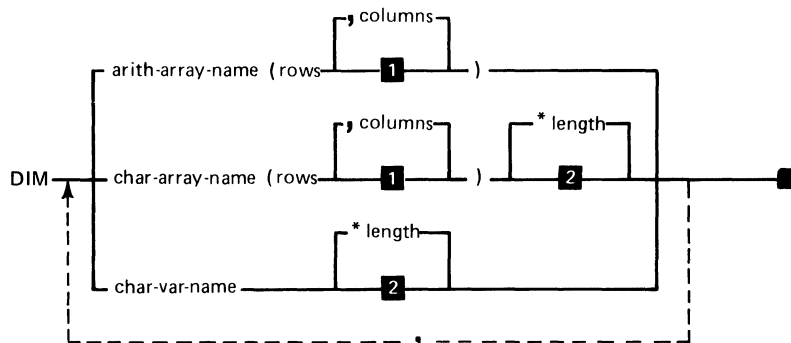 , columns
arith-array-name (rows 1 )
, columns * length
DIM char-array-name (rows 1 ) 2
* length
char-var-name 2
,